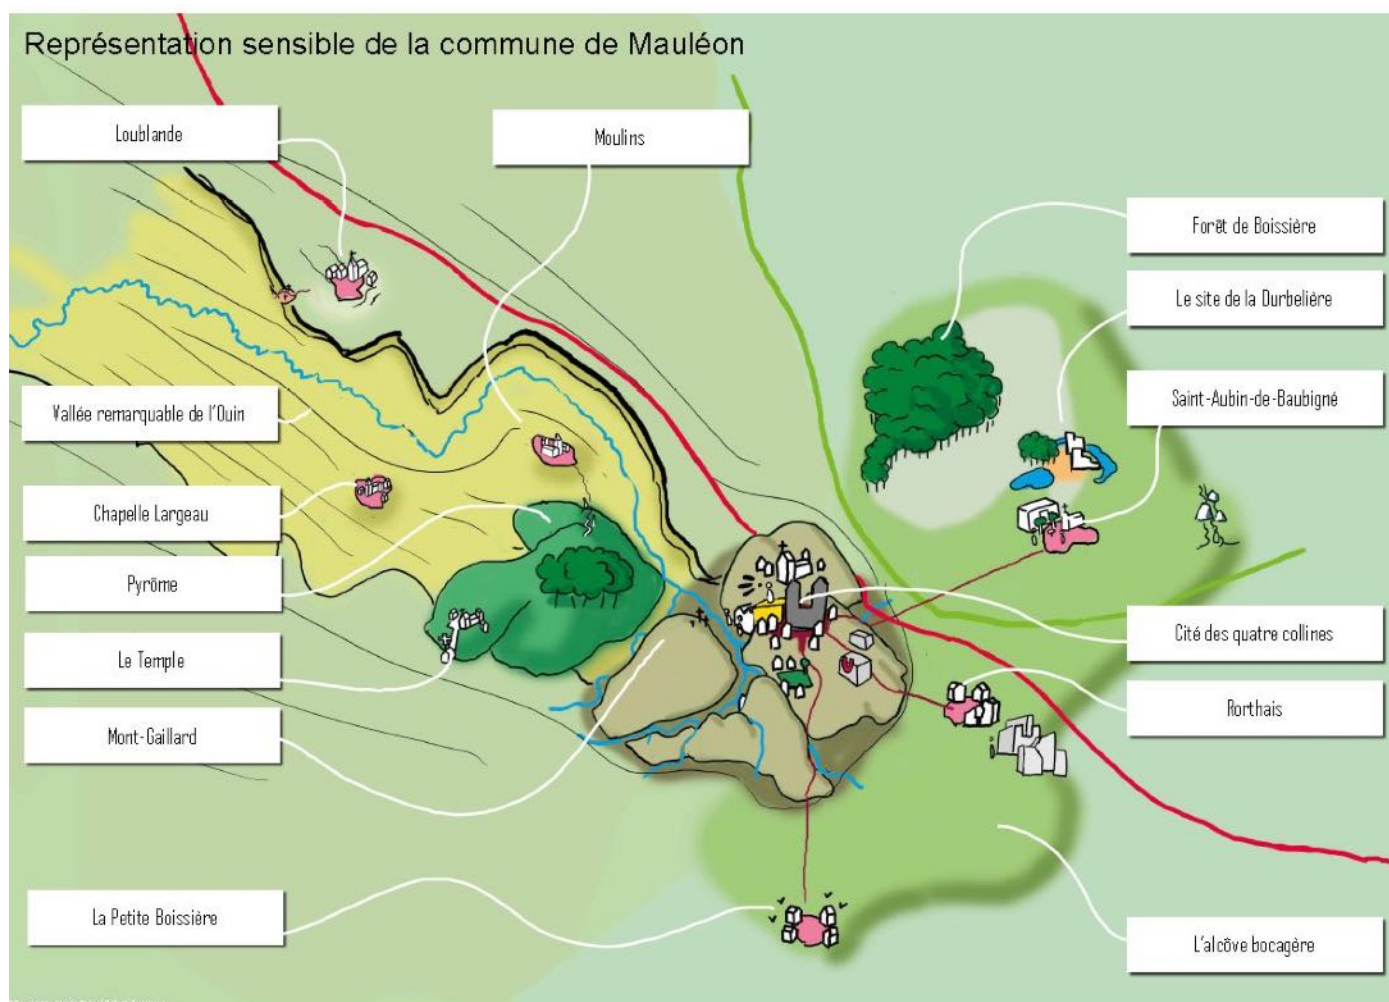 Représentation sensible de la commune de Mauléon
Loublande
Moulins
Forêt de Boissière
Le site de la Durbelière
Saint-Aubin-de-Baubigné
Vallée remarquable de l'Ouin
Chapelle Largeau
Pyrôme
Le Temple
Mont-Gaillard
Cité des quatre collines
Rorthais
La Petite Boissière
L'alcôve bocagère